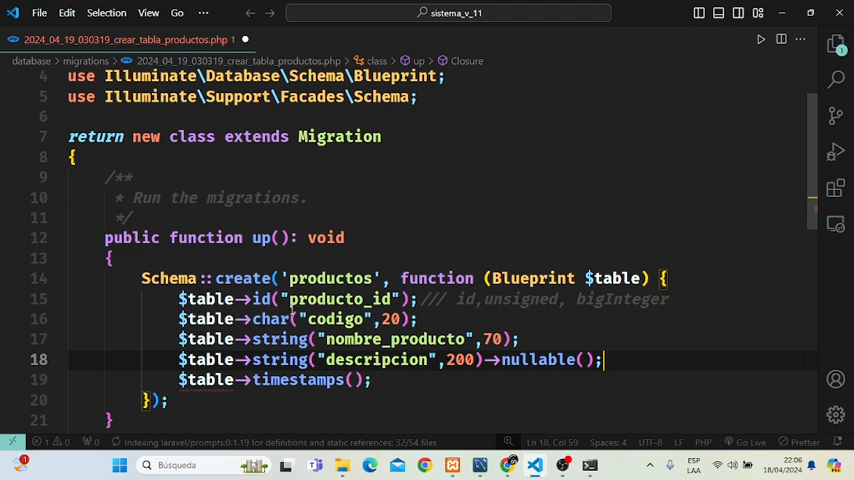 File Edit Selection View Go ··· sistema_v_11
2024_04_19_030319_crear_tabla_productos.php 1
database > migrations > 2024_04_19_030319_crear_tabla_productos.php > class > up > Closure
4 use Illuminate\Database\Schema\Blueprint;
5 use Illuminate\Support\Facades\Schema;
6
7 return new class extends Migration
8 {
9 /**
10 * Run the migrations.
11 */
12 public function up(): void
13 {
14 Schema::create('productos', function (Blueprint $table) {
15 $table->id("producto_id");/// id,unsigned, bigInteger
16 $table->char("codigo",20);
17 $table->string("nombre_producto",70);
18 $table->string("descripcion",200)->nullable();
19 $table->timestamps();
20 });
21 }
1 0 0 Indexing laravel/prompts:0.1.19 for definitions and static references: 32/54 files Ln 18, Col 59 Spaces: 4 UTF-8 LF PHP Go Live Prettier
1 Búsqueda ESP LAA 22:06 18/04/2024